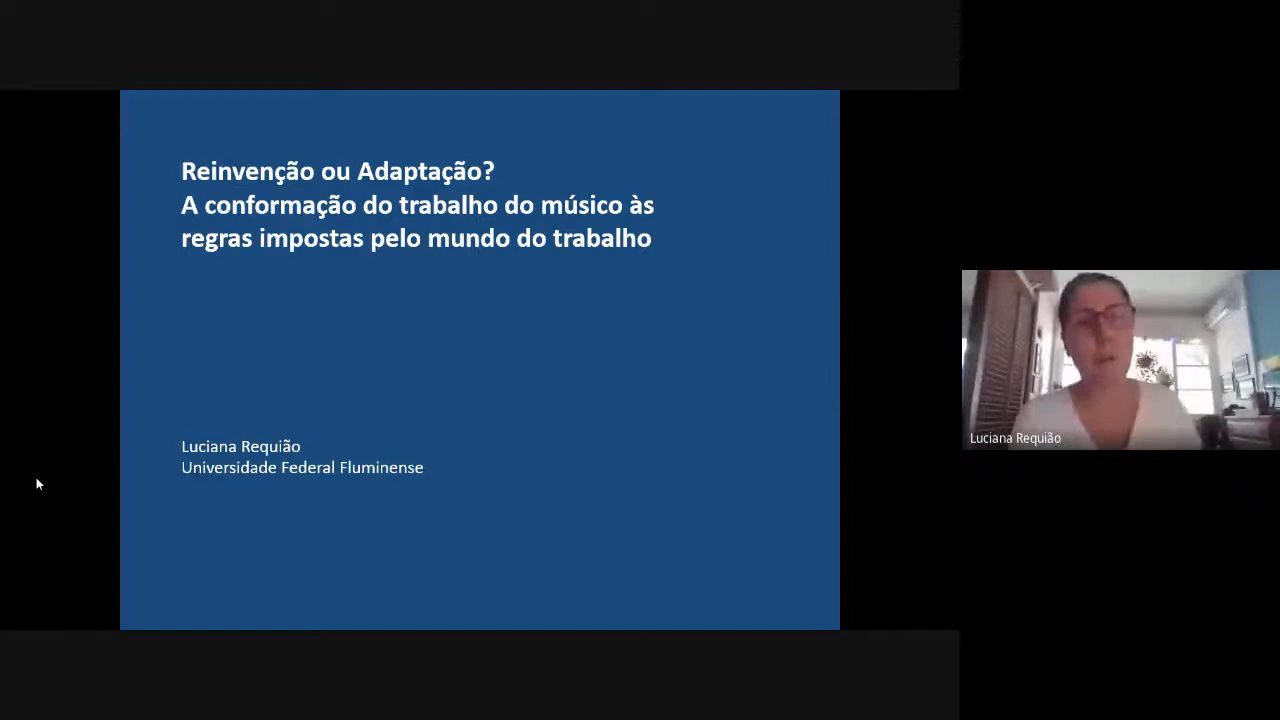 Reinvenção ou Adaptação?
A conformação do trabalho do músico às
regras impostas pelo mundo do trabalho
Luciana Requião
Universidade Federal Fluminense
Luciana Requião